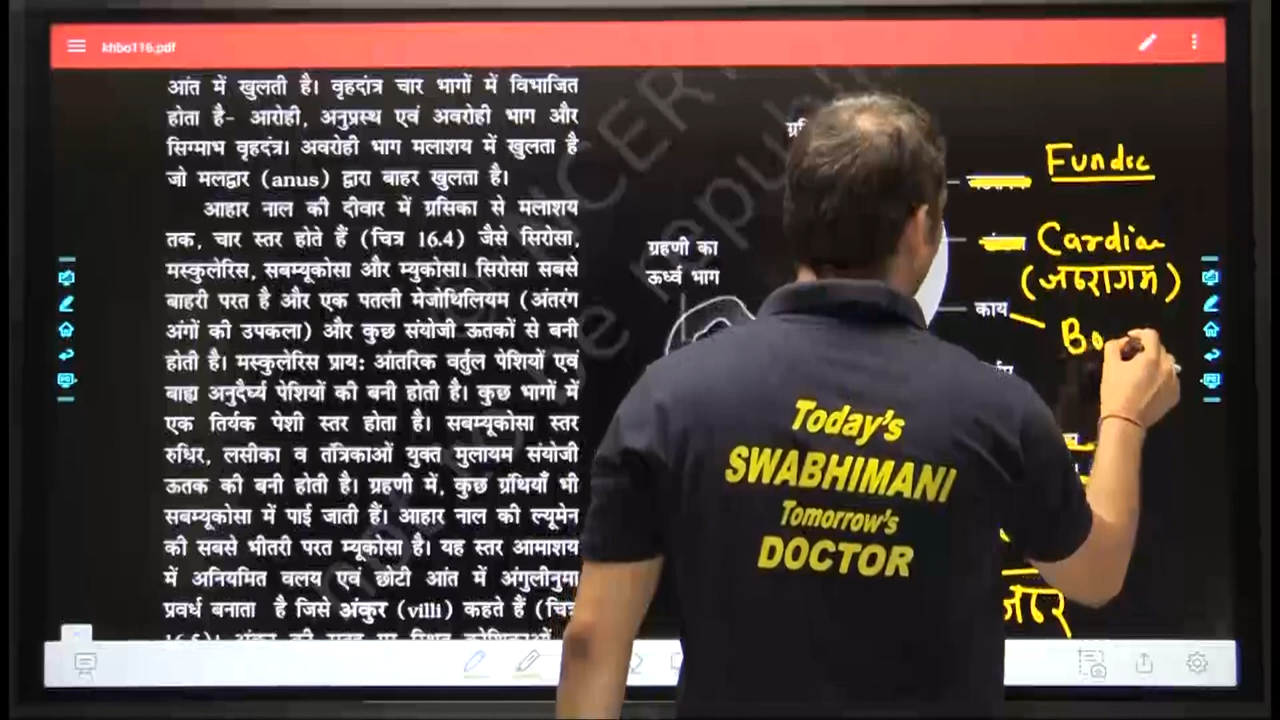 khbo116.pdf
आंत में खुलती है। वृहदांत्र चार भागों में विभाजित
होता है- आरोही, अनुप्रस्थ एवं अवरोही भाग और
सिग्माभ वृहदंत्र। अवरोही भाग मलाशय में खुलता है
जो मलद्वार (anus) द्वारा बाहर खुलता है।
आहार नाल की दीवार में ग्रसिका से मलाशय
तक, चार स्तर होते हैं (चित्र 16.4) जैसे सिरोसा,
मस्कुलेरिस, सबम्यूकोसा और म्युकोसा। सिरोसा सबसे
बाहरी परत है और एक पतली मेजोथिलियम (अंतरंग
अंगों की उपकला) और कुछ संयोजी ऊतकों से बनी
होती है। मस्कुलेरिस प्राय: आंतरिक वर्तुल पेशियों एवं
बाह्य अनुदैर्घ्य पेशियों की बनी होती है। कुछ भागों में
एक तिर्यक पेशी स्तर होता है। सबम्यूकोसा स्तर
रुधिर, लसीका व तंत्रिकाओं युक्त मुलायम संयोजी
ऊतक की बनी होती है। ग्रहणी में, कुछ ग्रंथियाँ भी
सबम्यूकोसा में पाई जाती हैं। आहार नाल की ल्यूमेन
की सबसे भीतरी परत म्यूकोसा है। यह स्तर आमाशय
में अनियमित वलय एवं छोटी आंत में अंगुलीनुमा
प्रवर्ध बनाता है जिसे अंकुर (villi) कहते हैं (चित्र
ग्रहणी का
ऊर्ध्व भाग
Fundic
Cardiac
(जठरागम)
काय
Bo
जठर
Today's
SWABHIMANI
Tomorrow's
DOCTOR